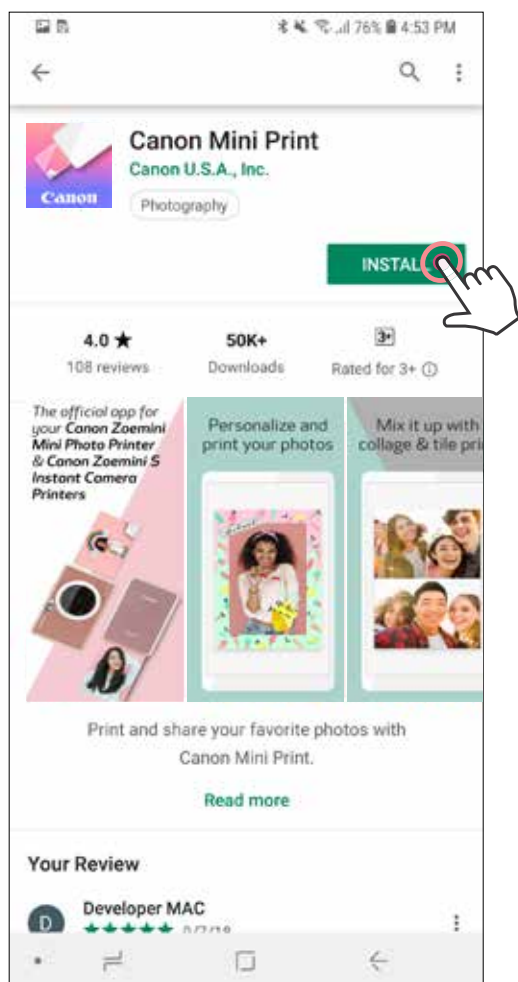 76% 4:53 PM
Canon Mini Print
Canon U.S.A., Inc.
Canon
Photography
INSTALL
4.0 ★
108 reviews
50K+
Downloads
3+
Rated for 3+
The official app for
your Canon Zoemini
Mini Photo Printer
& Canon Zoemini S
Instant Camera
Printers
Personalize and
print your photos
Mix it up with
collage & tile
Print and share your favorite photos with
Canon Mini Print.
Read more
Your Review
D
Developer MAC